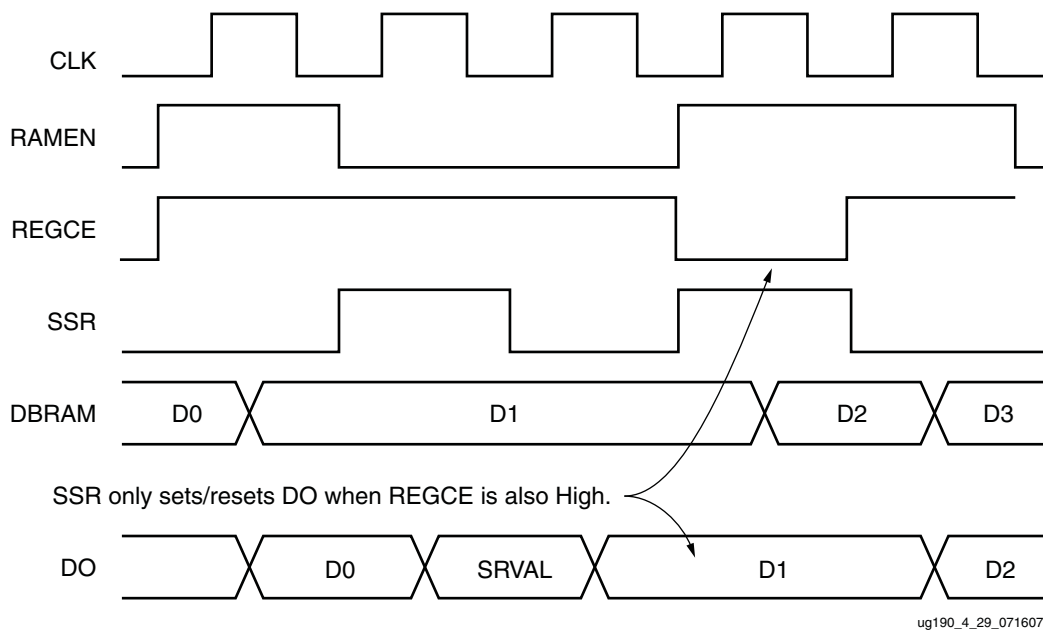 CLK
RAMEN
REGCE
SSR
DBRAM D0 D1 D2 D3
SSR only sets/resets DO when REGCE is also High.
DO D0 SRVAL D1 D2
ug190_4_29_071607